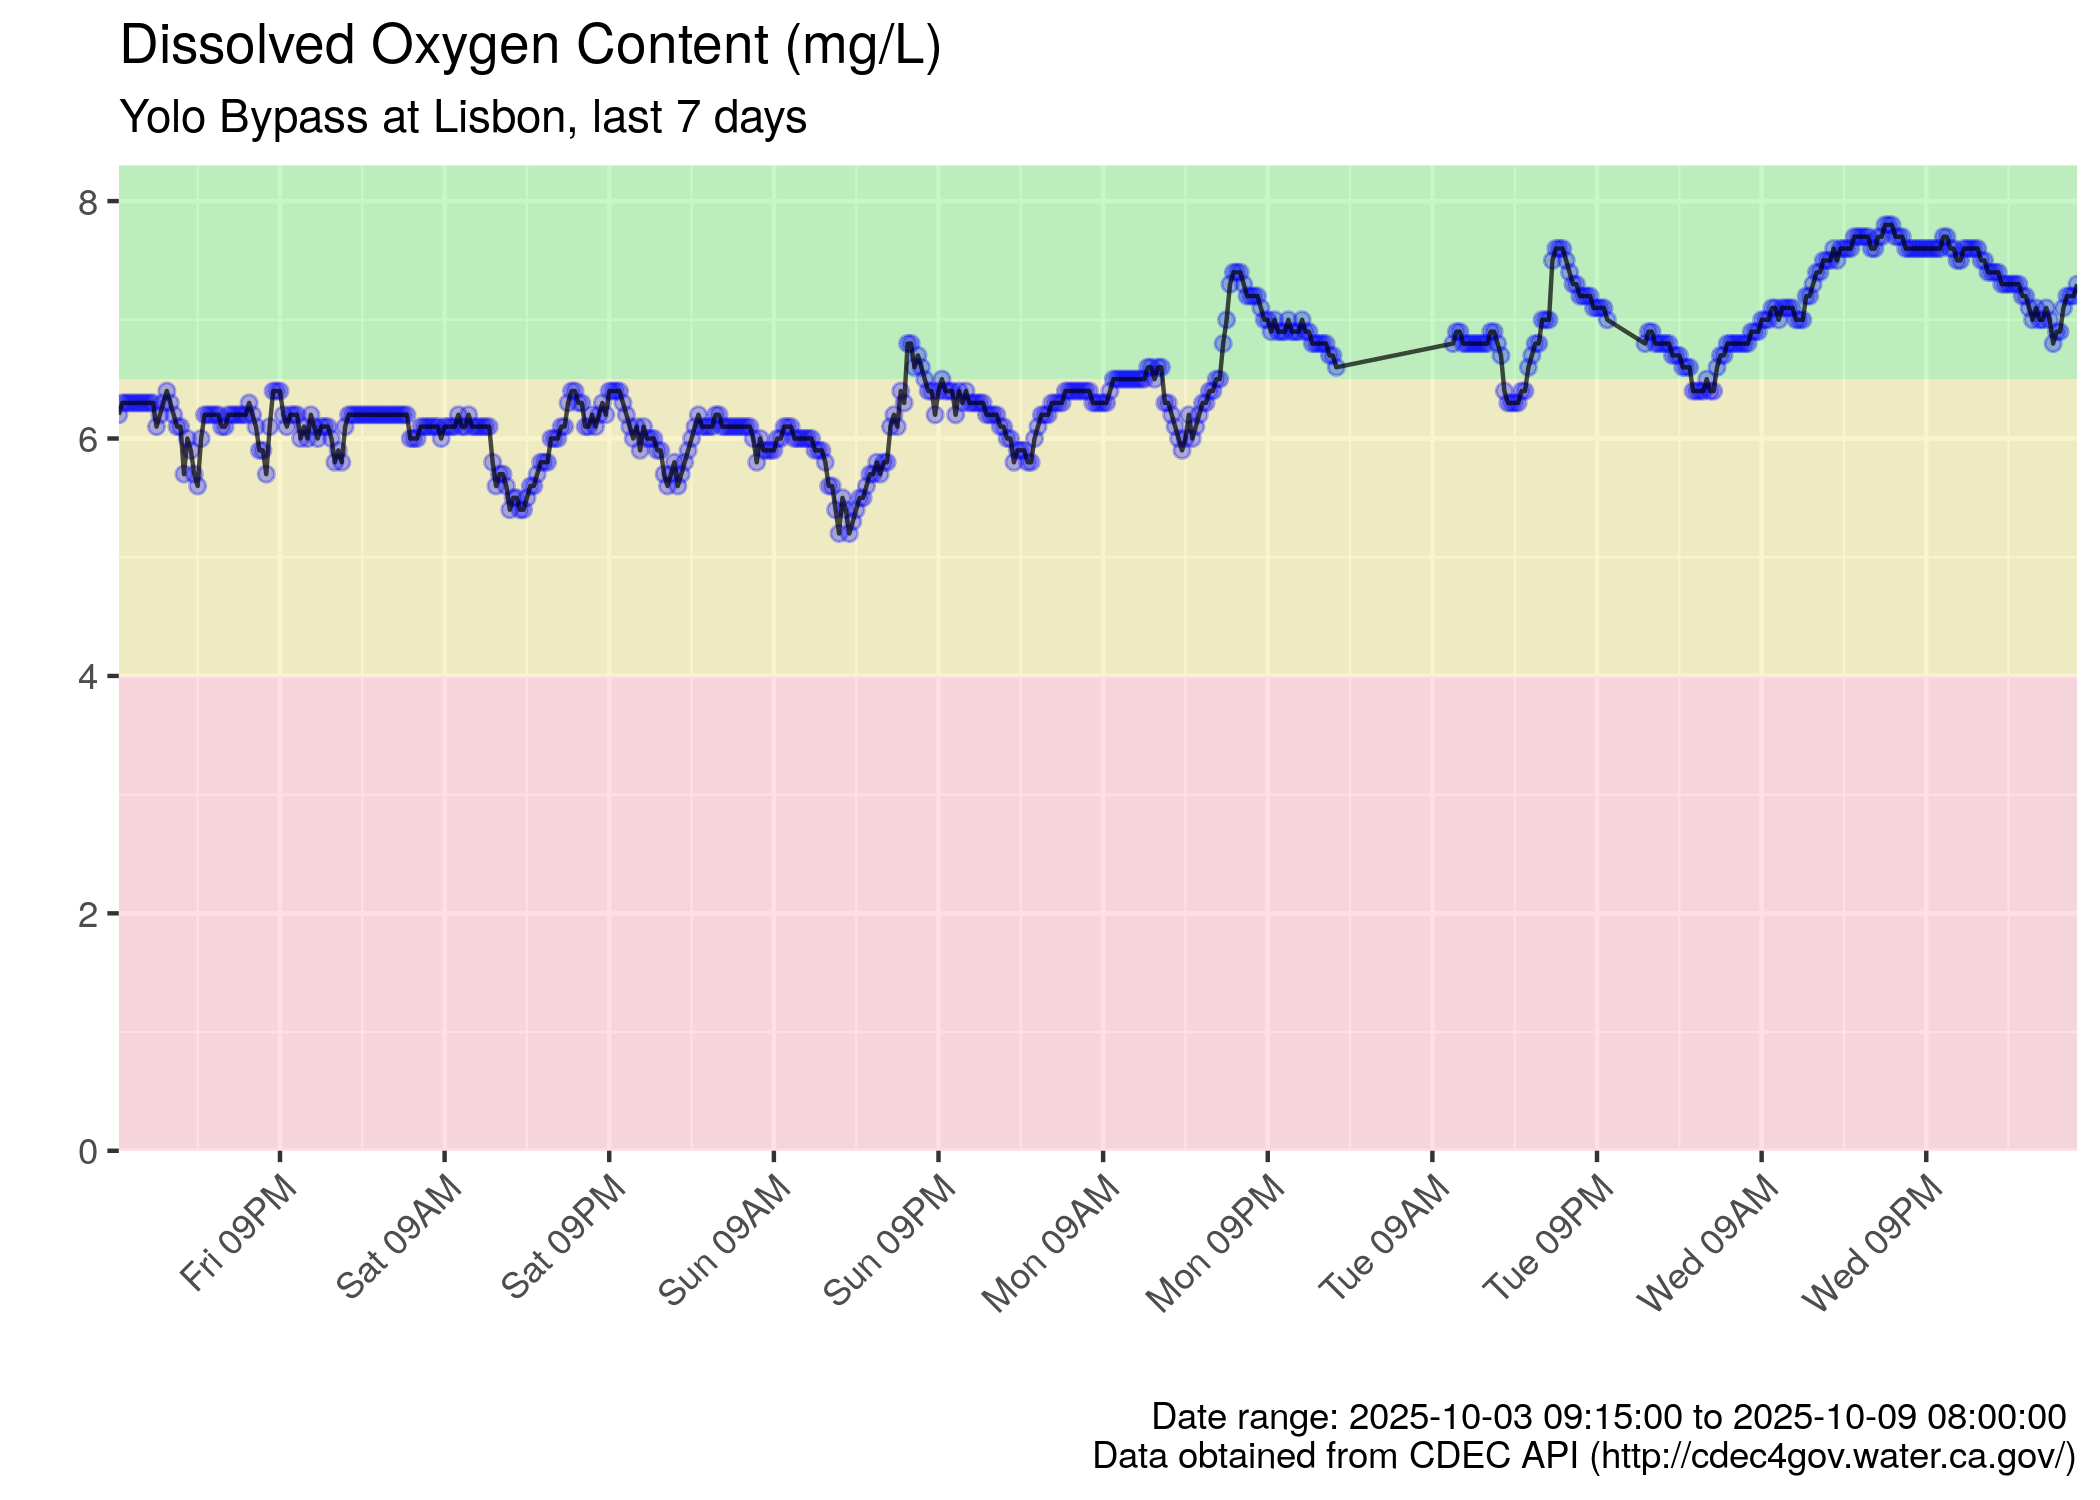 Dissolved Oxygen Content (mg/L)
Yolo Bypass at Lisbon, last 7 days
8
6
4
2
0
Fri 09PM
Sat 09AM
Sat 09PM
Sun 09AM
Sun 09PM
Mon 09AM
Mon 09PM
Tue 09AM
Tue 09PM
Wed 09AM
Wed 09PM
Date range: 2025-10-03 09:15:00 to 2025-10-09 08:00:00
Data obtained from CDEC API (http://cdec4gov.water.ca.gov/)